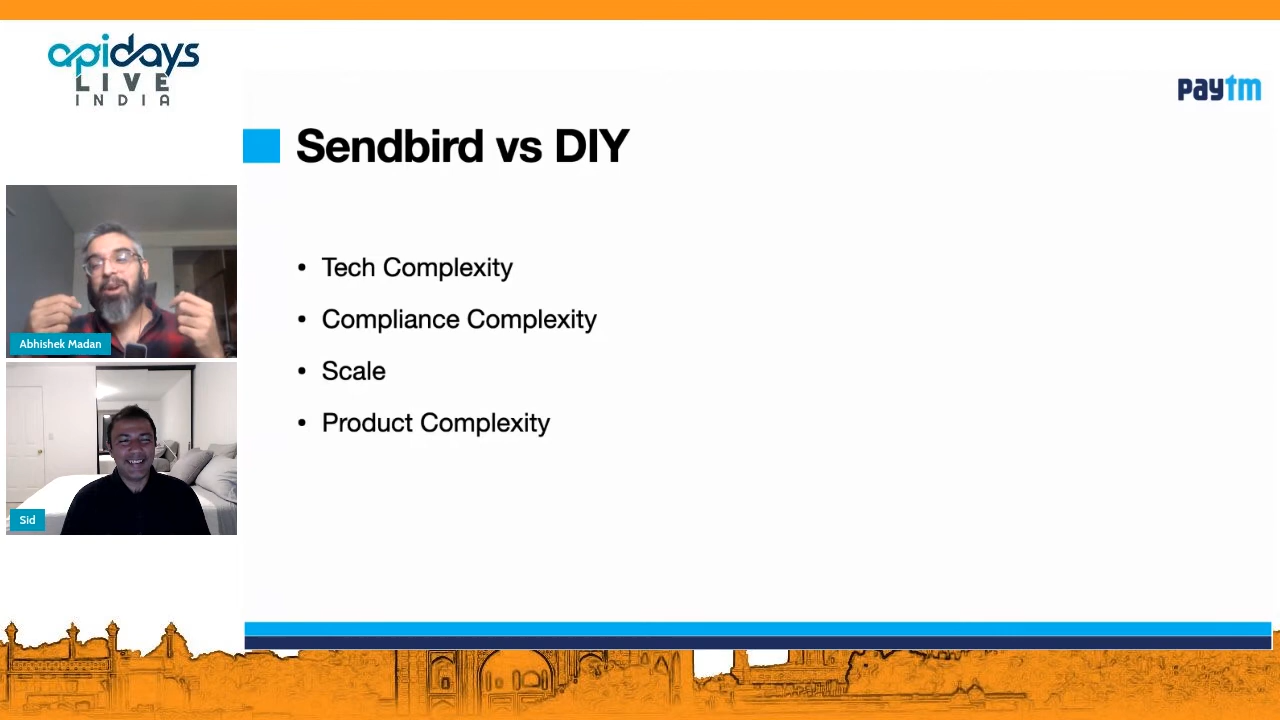 apidays
LIVE
INDIA
paytm
Sendbird vs DIY
• Tech Complexity
• Compliance Complexity
• Scale
• Product Complexity
Abhishek Madan
Sid